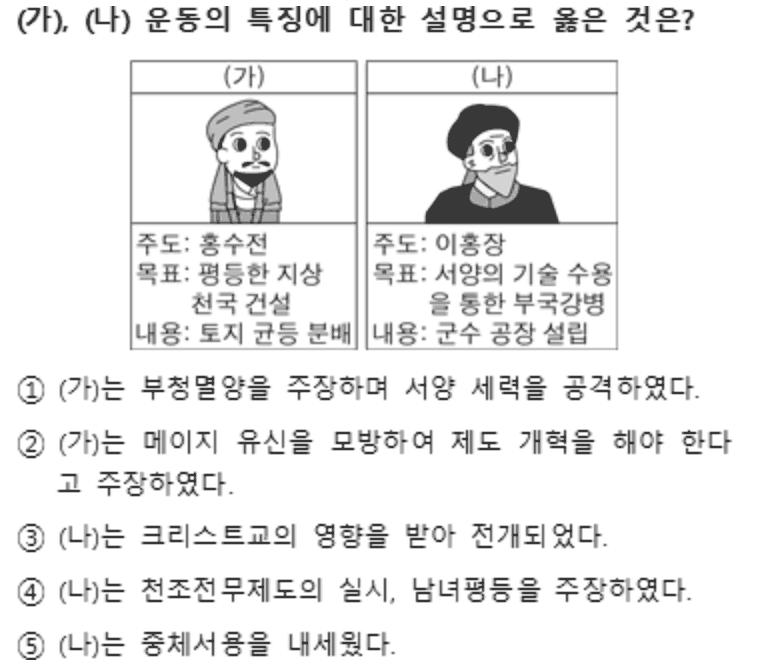 (가), (나) 운동의 특징에 대한 설명으로 옳은 것은?
(가)
주도: 홍수전
목표: 평등한 지상
천국 건설
내용: 토지 균등 분배
(나)
주도: 이홍장
목표: 서양의 기술 수용
을 통한 부국강병
내용: 군수 공장 설립
① (가)는 부청멸양을 주장하며 서양 세력을 공격하였다.
② (가)는 메이지 유신을 모방하여 제도 개혁을 해야 한다
고 주장하였다.
③ (나)는 크리스트교의 영향을 받아 전개되었다.
④ (나)는 천조전무제도의 실시, 남녀평등을 주장하였다.
⑤ (나)는 중체서용을 내세웠다.